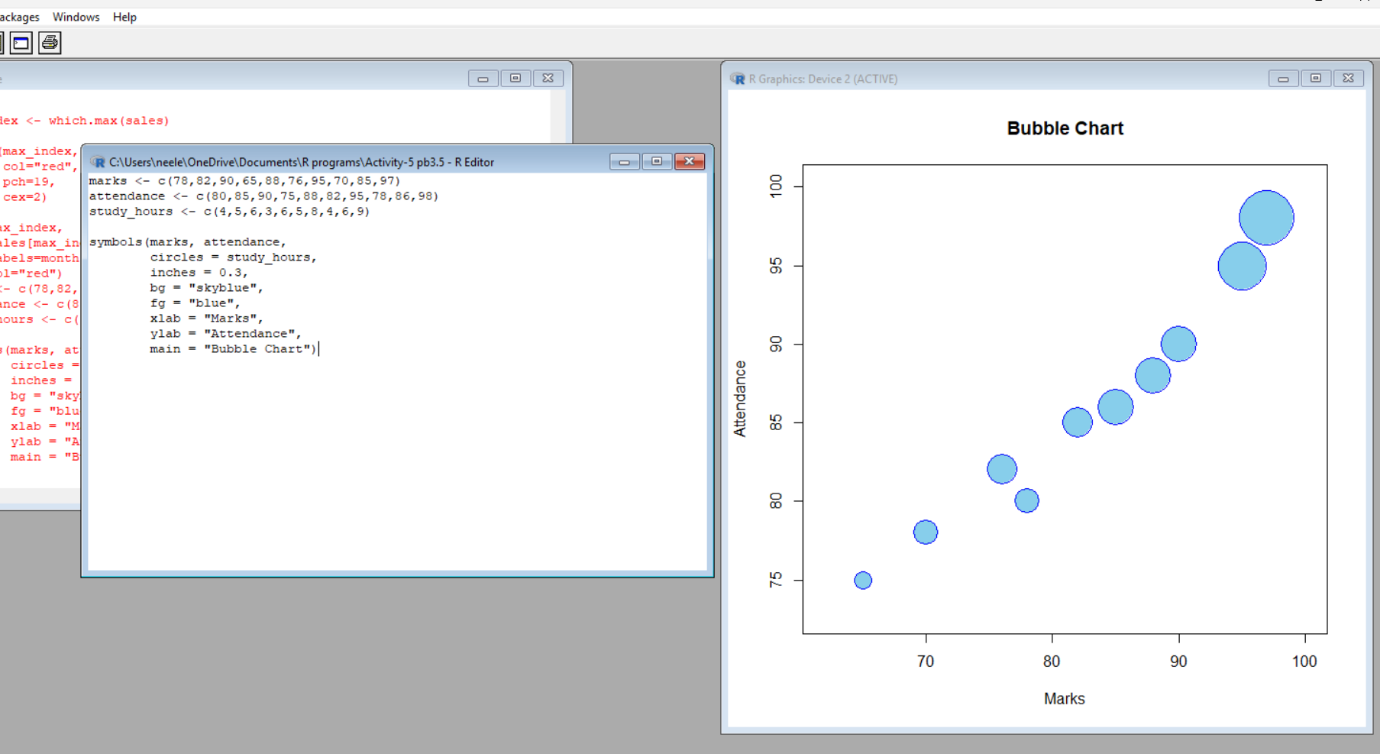 ackages Windows Help
dex <- which.max(sales)
(max_index,
col="red",
pch=19,
cex=2)
ax_index,
ales[max_in
abels=month
ol="red")
<- c(78,82,
ance <- c(8
hours <- c(
s(marks, at
circles =
inches =
bg = "sky
fg = "blu
xlab = "M
ylab = "A
main = "B
C:\Users\neele\OneDrive\Documents\R programs\Activity-5 pb3.5 - R Editor
marks <- c(78,82,90,65,88,76,95,70,85,97)
attendance <- c(80,85,90,75,88,82,95,78,86,98)
study_hours <- c(4,5,6,3,6,5,8,4,6,9)
symbols(marks, attendance,
circles = study_hours,
inches = 0.3,
bg = "skyblue",
fg = "blue",
xlab = "Marks",
ylab = "Attendance",
main = "Bubble Chart")
R Graphics: Device 2 (ACTIVE)
Bubble Chart
Attendance
100
95
90
85
80
75
70 80 90 100
Marks